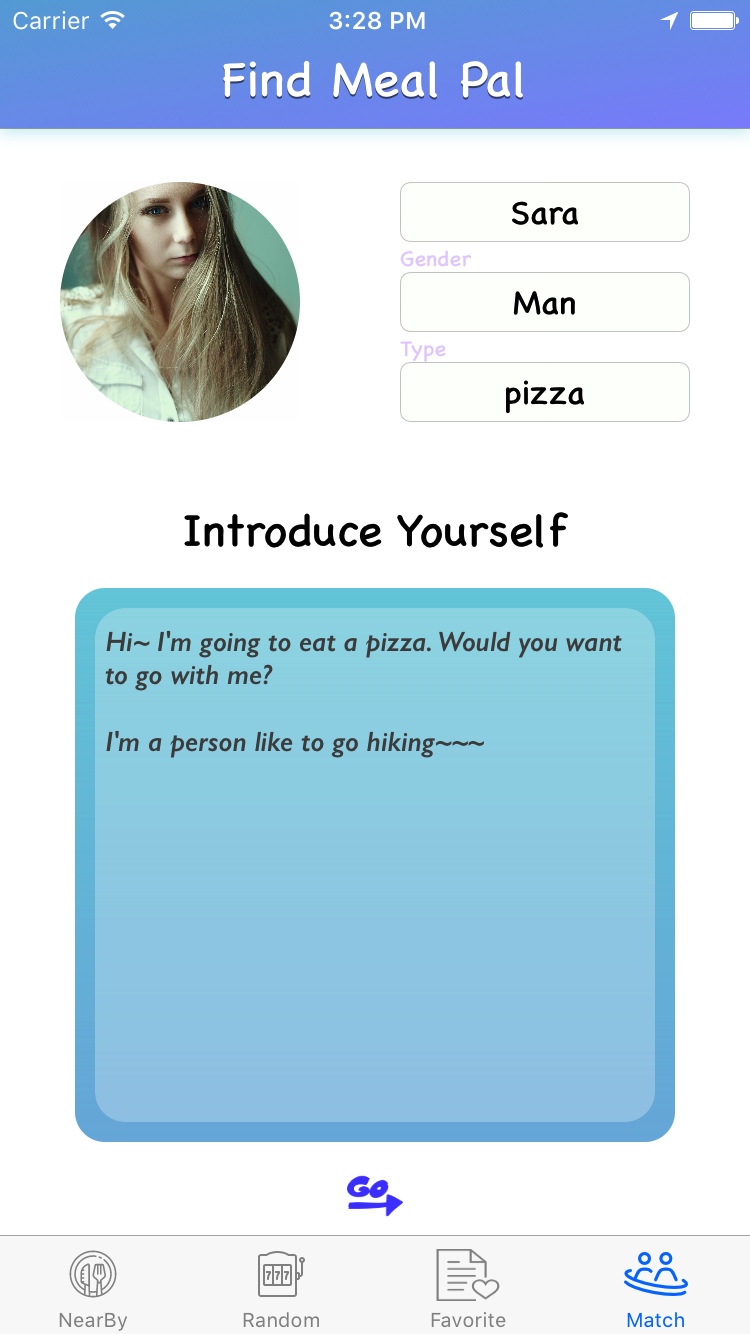 Carrier 3:28 PM
Find Meal Pal
Sara
Gender
Man
Type
pizza
Introduce Yourself
Hi~ I'm going to eat a pizza. Would you want
to go with me?
I'm a person like to go hiking~~~
Go
777
NearBy Random Favorite Match